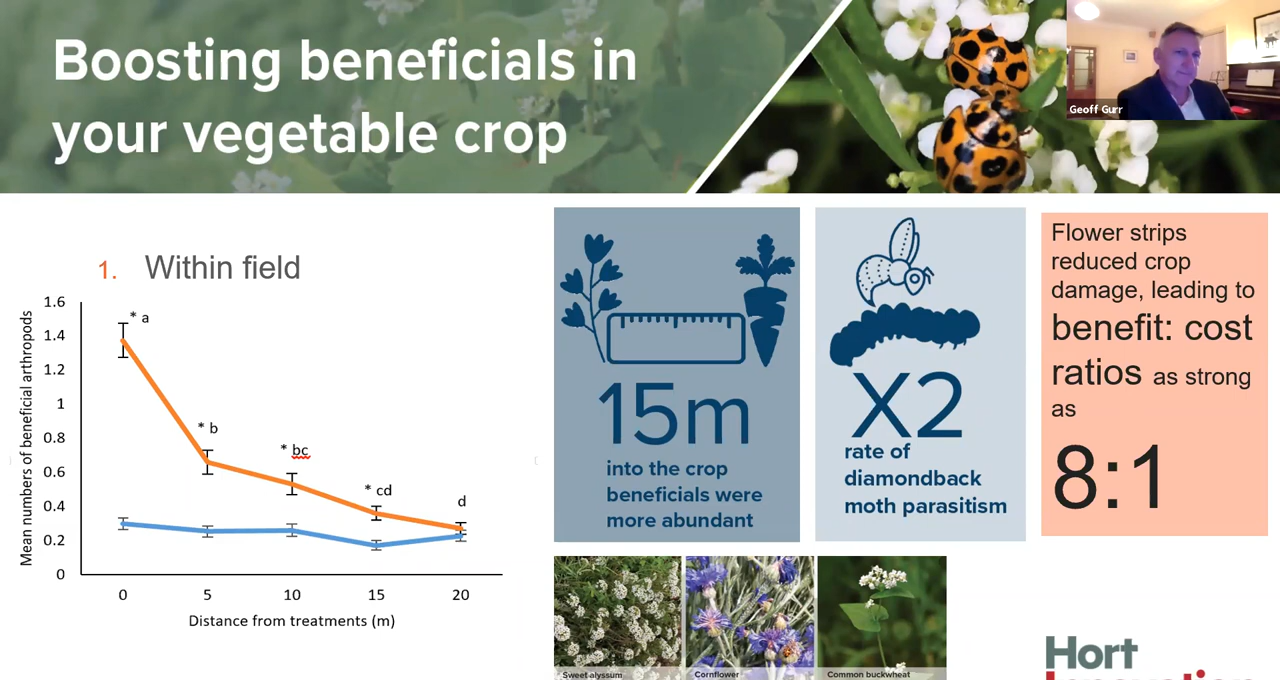 Boosting beneficials in
your vegetable crop
Geoff Gurr
1. Within field
Mean numbers of beneficial arthropods
1.6
1.4
1.2
1
0.8
0.6
0.4
0.2
0
* a
* b
* bc
* cd
d
0 5 10 15 20
Distance from treatments (m)
15m
into the crop
beneficials were
more abundant
X2
rate of
diamondback
moth parasitism
Flower strips
reduced crop
damage, leading to
benefit: cost
ratios as strong
as
8:1
Sweet alyssum
Cornflower
Common buckwheat
Hort
Innovation